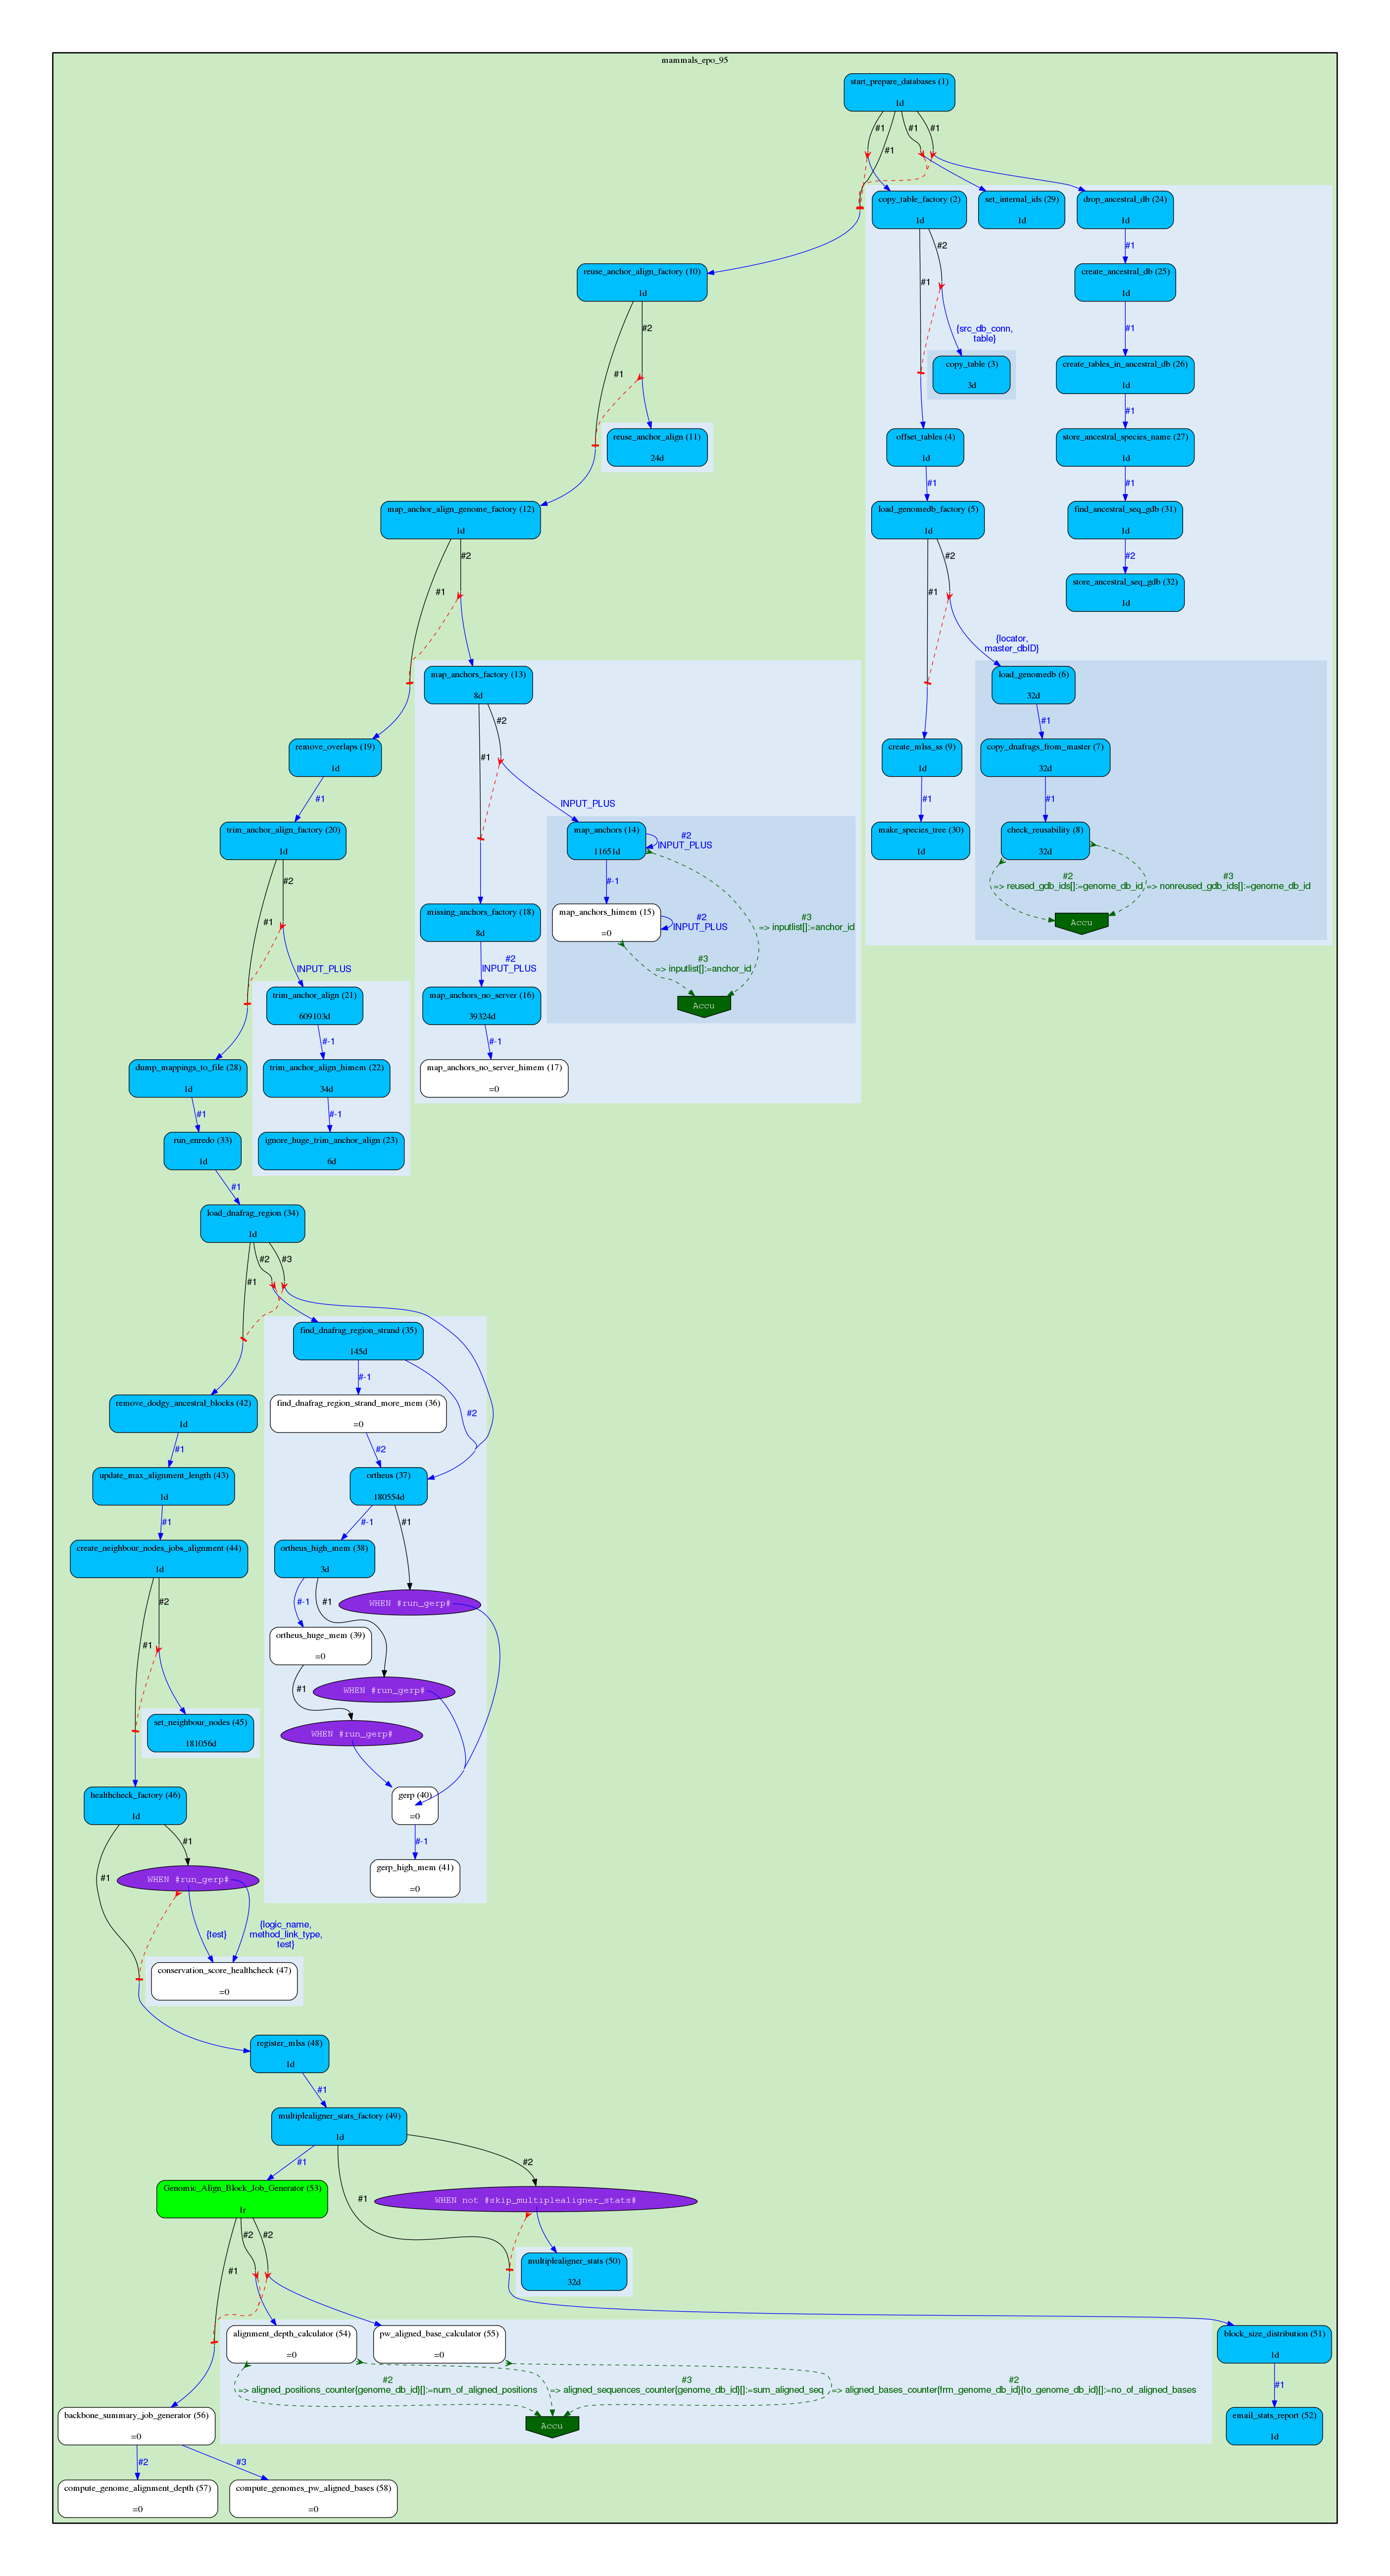 mammals_epo_95
start_prepare_databases (1)
1d
#1
#1
#1
#1
copy_table_factory (2)
1d
set_internal_ids (29)
1d
drop_ancestral_db (24)
1d
#2
#1
#1
reuse_anchor_align_factory (10)
1d
create_ancestral_db (25)
1d
#2
{src_db_conn,
table}
#1
#1
copy_table (3)
3d
create_tables_in_ancestral_db (26)
1d
#1
reuse_anchor_align (11)
24d
offset_tables (4)
1d
store_ancestral_species_name (27)
1d
#1
#1
map_anchor_align_genome_factory (12)
1d
load_genomedb_factory (5)
1d
find_ancestral_seq_gdb (31)
1d
#2
#2
#2
#1
#1
store_ancestral_seq_gdb (32)
1d
{locator,
master_dbID}
map_anchors_factory (13)
8d
load_genomedb (6)
32d
#2
#1
#1
remove_overlaps (19)
1d
create_mlss_ss (9)
1d
copy_dnafrags_from_master (7)
32d
#1
INPUT_PLUS
#1
#1
trim_anchor_align_factory (20)
1d
map_anchors (14)
11651d
#2
INPUT_PLUS
make_species_tree (30)
1d
check_reusability (8)
32d
#2
#-1
#2
=> reused_gdb_ids[]:=genome_db_id
#3
=> nonreused_gdb_ids[]:=genome_db_id
#1
missing_anchors_factory (18)
8d
map_anchors_himem (15)
=0
#2
INPUT_PLUS
#3
=> inputlist[]:=anchor_id
Accu
INPUT_PLUS
#2
INPUT_PLUS
#3
=> inputlist[]:=anchor_id
trim_anchor_align (21)
609103d
map_anchors_no_server (16)
39324d
Accu
#-1
#-1
dump_mappings_to_file (28)
1d
trim_anchor_align_himem (22)
34d
map_anchors_no_server_himem (17)
=0
#1
#-1
run_enredo (33)
1d
ignore_huge_trim_anchor_align (23)
6d
#1
load_dnafrag_region (34)
1d
#2
#3
#1
find_dnafrag_region_strand (35)
145d
#-1
remove_dodgy_ancestral_blocks (42)
1d
find_dnafrag_region_strand_more_mem (36)
=0
#2
#1
#2
update_max_alignment_length (43)
1d
ortheus (37)
180554d
#1
#-1
#1
create_neighbour_nodes_jobs_alignment (44)
1d
ortheus_high_mem (38)
3d
#2
#-1
#1
WHEN #run_gerp#
#1
ortheus_huge_mem (39)
=0
#1
WHEN #run_gerp#
set_neighbour_nodes (45)
181056d
WHEN #run_gerp#
healthcheck_factory (46)
1d
gerp (40)
=0
#1
#-1
#1
WHEN #run_gerp#
gerp_high_mem (41)
=0
{test}
{logic_name,
method_link_type,
test}
conservation_score_healthcheck (47)
=0
register_mlss (48)
1d
#1
multiplealigner_stats_factory (49)
1d
#1
#2
Genomic_Align_Block_Job_Generator (53)
1r
#1
WHEN not #skip_multiplealigner_stats#
#2
#2
#1
multiplealigner_stats (50)
32d
alignment_depth_calculator (54)
=0
pw_aligned_base_calculator (55)
=0
block_size_distribution (51)
1d
#2
=> aligned_positions_counter{genome_db_id}[]:=num_of_aligned_positions
#3
=> aligned_sequences_counter{genome_db_id}[]:=sum_aligned_seq
#2
=> aligned_bases_counter{frm_genome_db_id}{to_genome_db_id}[]:=no_of_aligned_bases
#1
backbone_summary_job_generator (56)
=0
Accu
email_stats_report (52)
1d
#2
#3
compute_genome_alignment_depth (57)
=0
compute_genomes_pw_aligned_bases (58)
=0